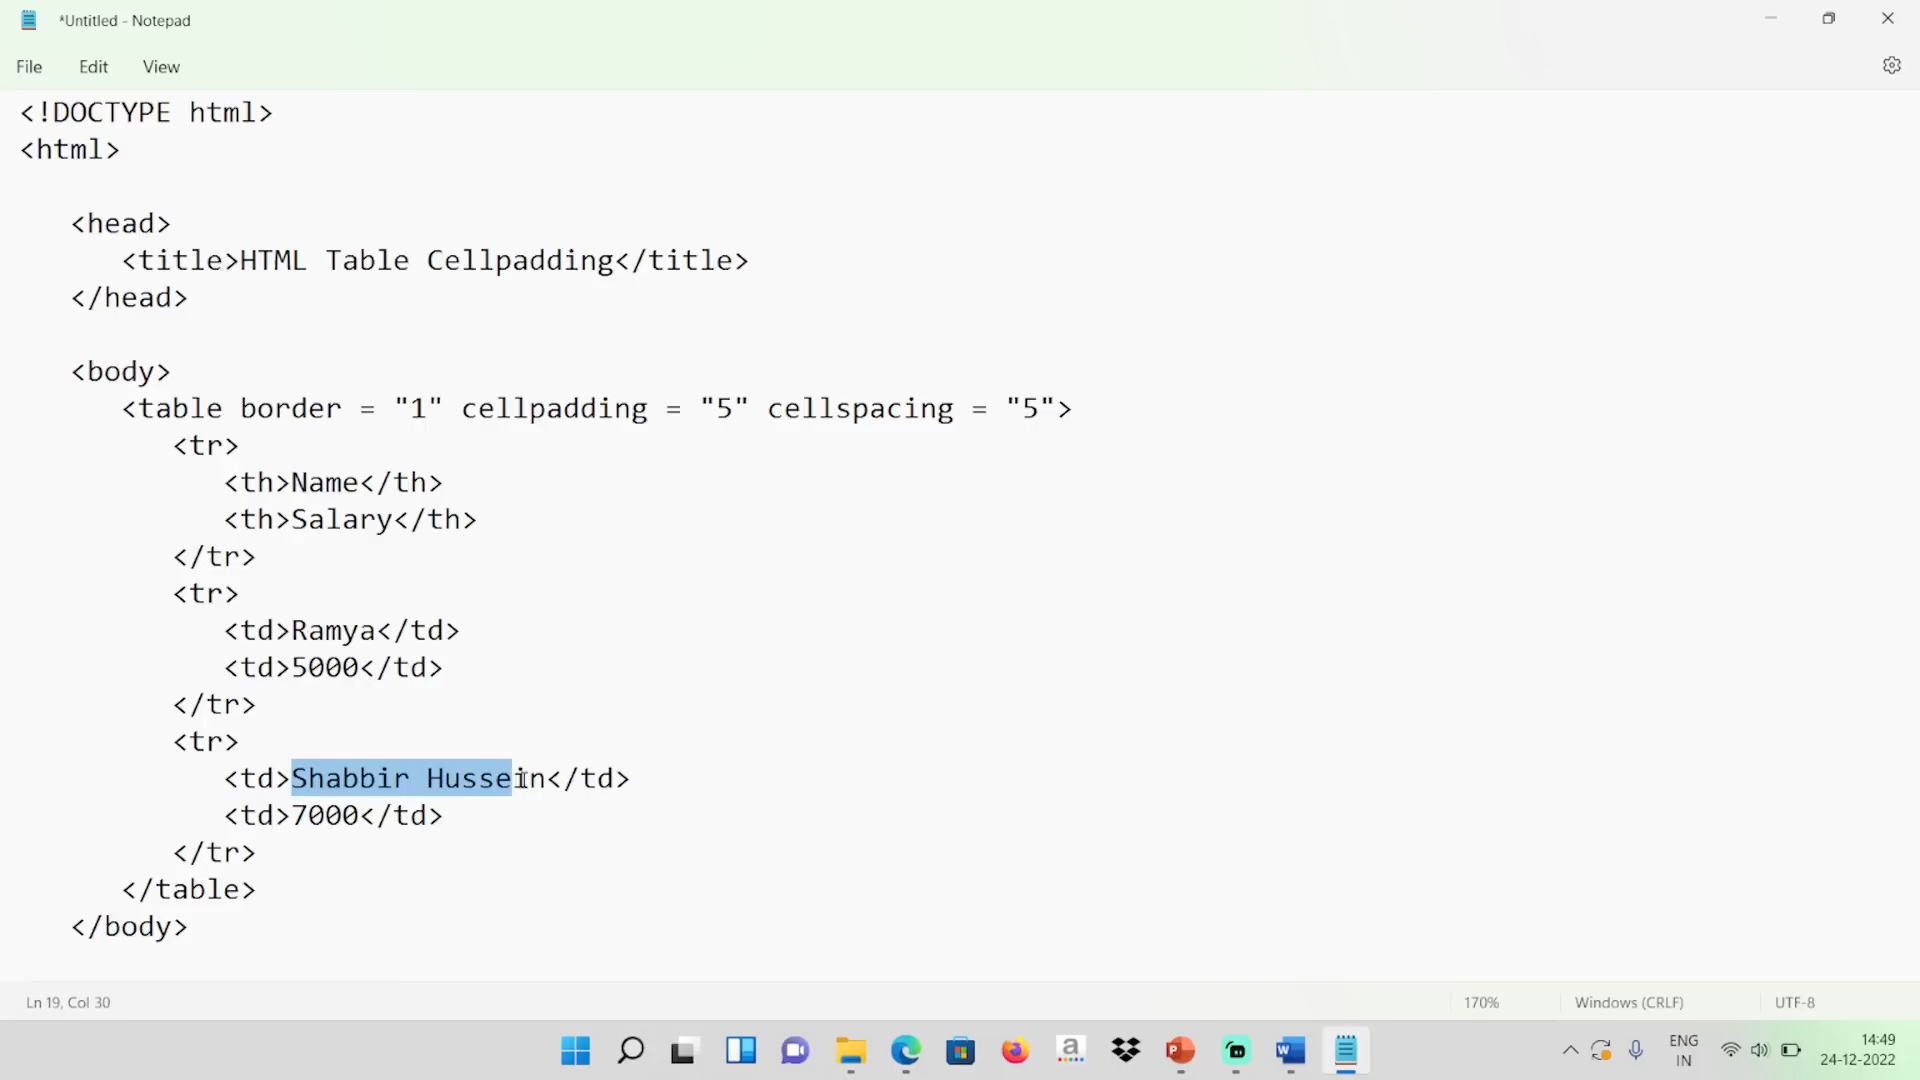 *Untitled - Notepad
File Edit View
<!DOCTYPE html>
<html>
<head>
<title>HTML Table Cellpadding</title>
</head>
<body>
<table border = "1" cellpadding = "5" cellspacing = "5">
<tr>
<th>Name</th>
<th>Salary</th>
</tr>
<tr>
<td>Ramya</td>
<td>5000</td>
</tr>
<tr>
<td>Shabbir Hussein</td>
<td>7000</td>
</tr>
</table>
</body>
Ln 19, Col 30 170% Windows (CRLF) UTF-8
ENG 14:49
IN 24-12-2022